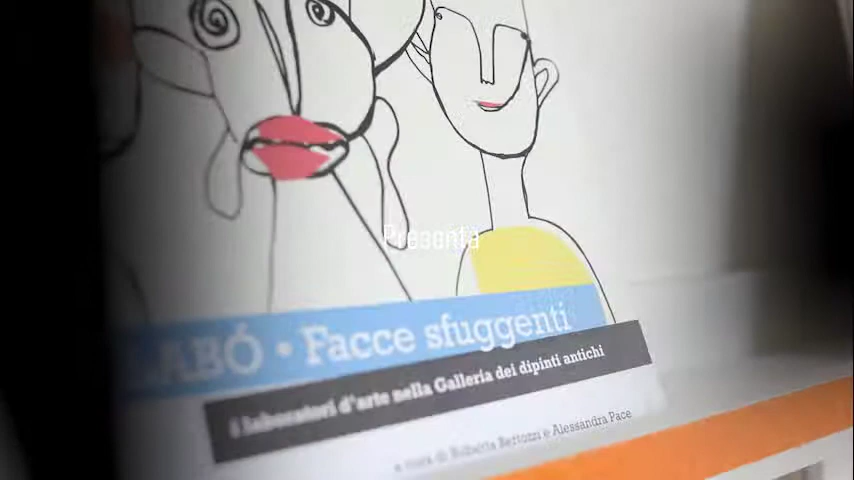 Presenta
LABÓ • Facce sfuggenti
i laboratori d'arte nella Galleria dei dipinti antichi
a cura di Roberta Bertozzi e Alessandra Pace